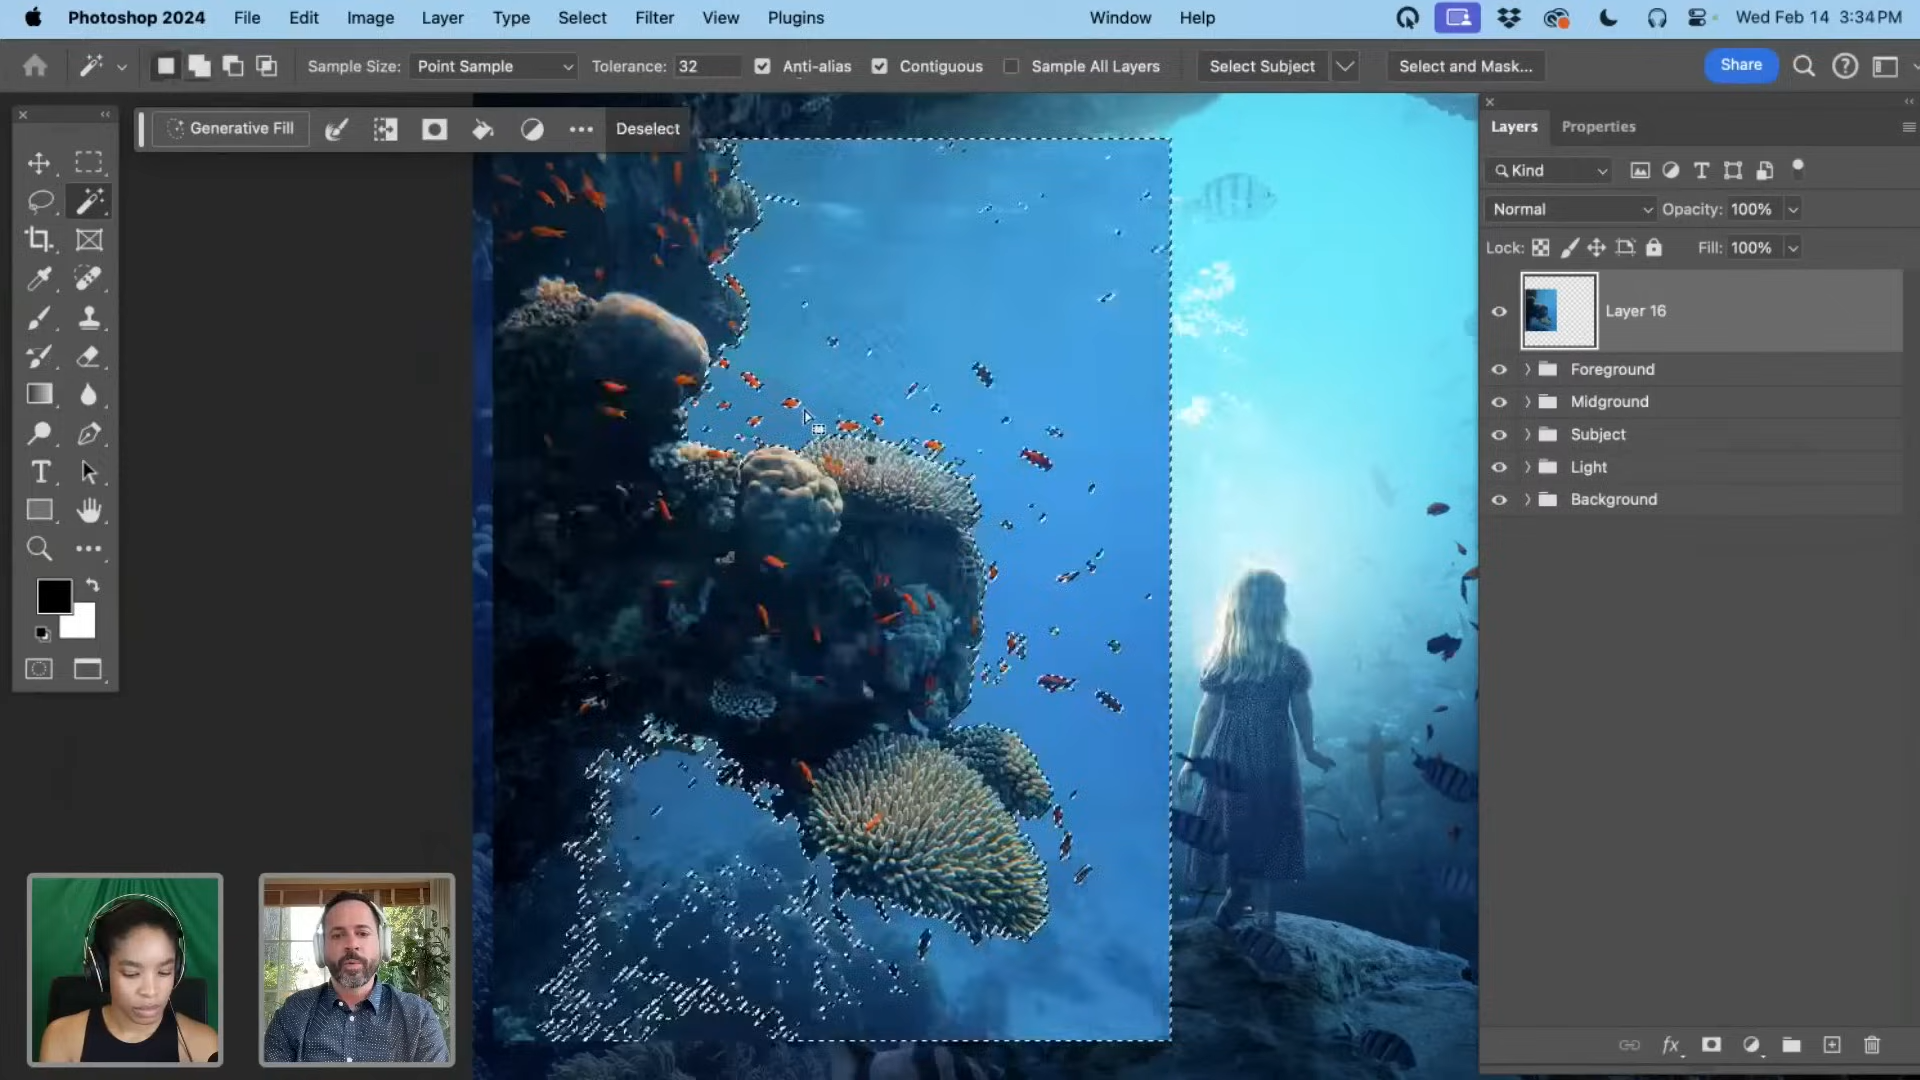 Photoshop 2024 File Edit Image Layer Type Select Filter View Plugins Window Help Wed Feb 14 3:34 PM
Sample Size: Point Sample Tolerance: 32 Anti-alias Contiguous Sample All Layers Select Subject Select and Mask... Share
Generative Fill Deselect
Layers Properties
Kind
Normal Opacity: 100%
Lock: Fill: 100%
Layer 16
Foreground
Midground
Subject
Light
Background
fx